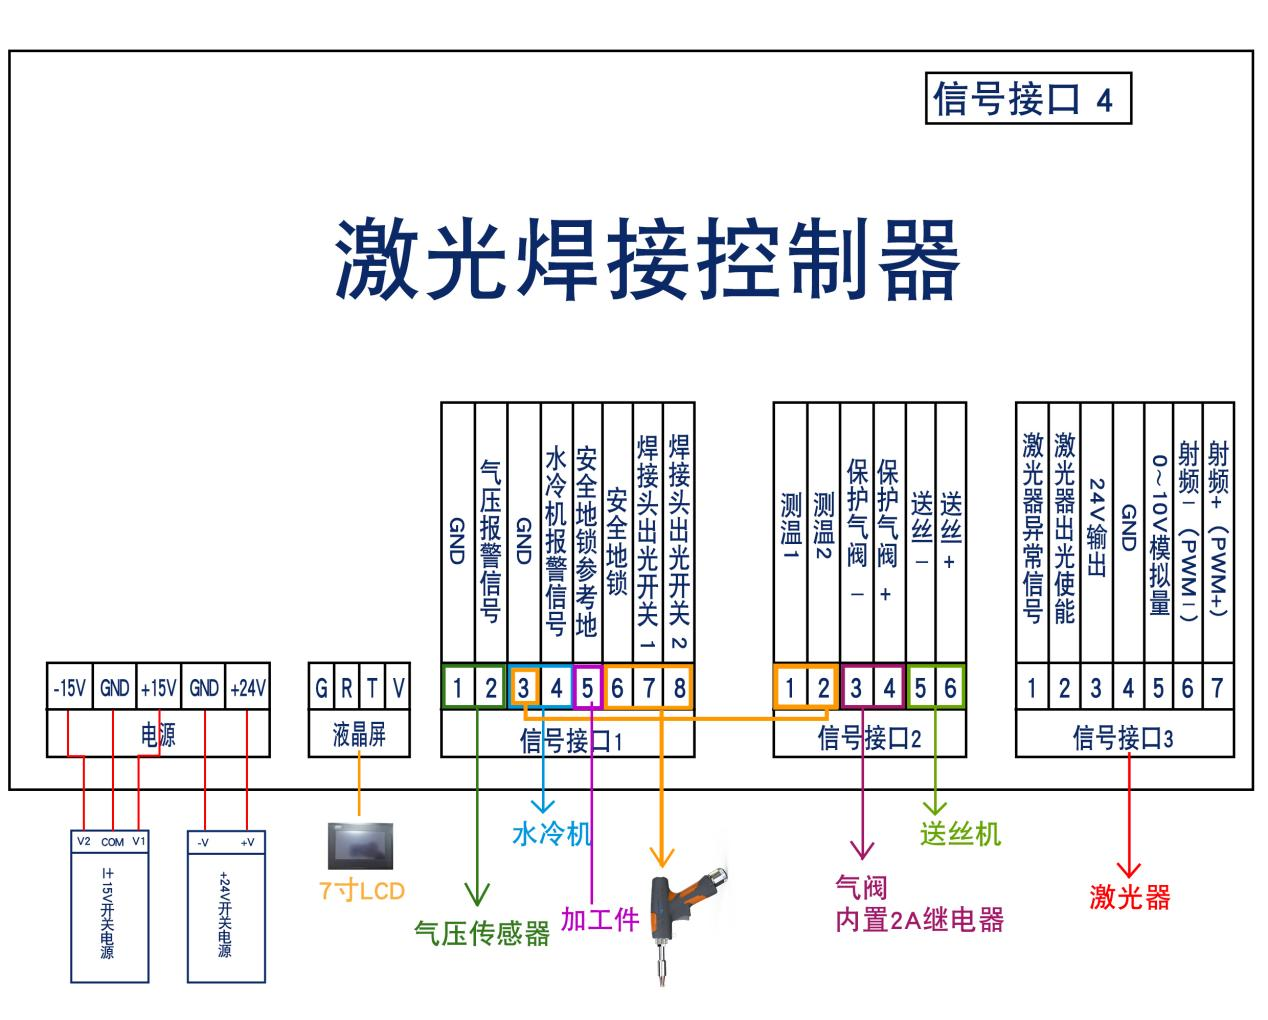 信号接口 4
激光焊接控制器
GND
气压报警信号
GND
水冷机报警信号
安全地锁参考地
安全地锁
焊接头出光开关 1
焊接头出光开关 2
测温1
测温2
保护气阀 -
保护气阀 +
送丝-
送丝+
激光器异常信号
激光器出光使能
24V输出
GND
0~10V模拟量
射频-(PWM-)
射频+(PWM+)
-15V GND +15V GND +24V
电源
G R T V
液晶屏
1 2 3 4 5 6 7 8
信号接口1
1 2 3 4 5 6
信号接口2
1 2 3 4 5 6 7
信号接口3
V2 COM V1
±15V开关电源
-V +V
+24V开关电源
7寸LCD
气压传感器
水冷机
加工件
气阀
内置2A继电器
送丝机
激光器